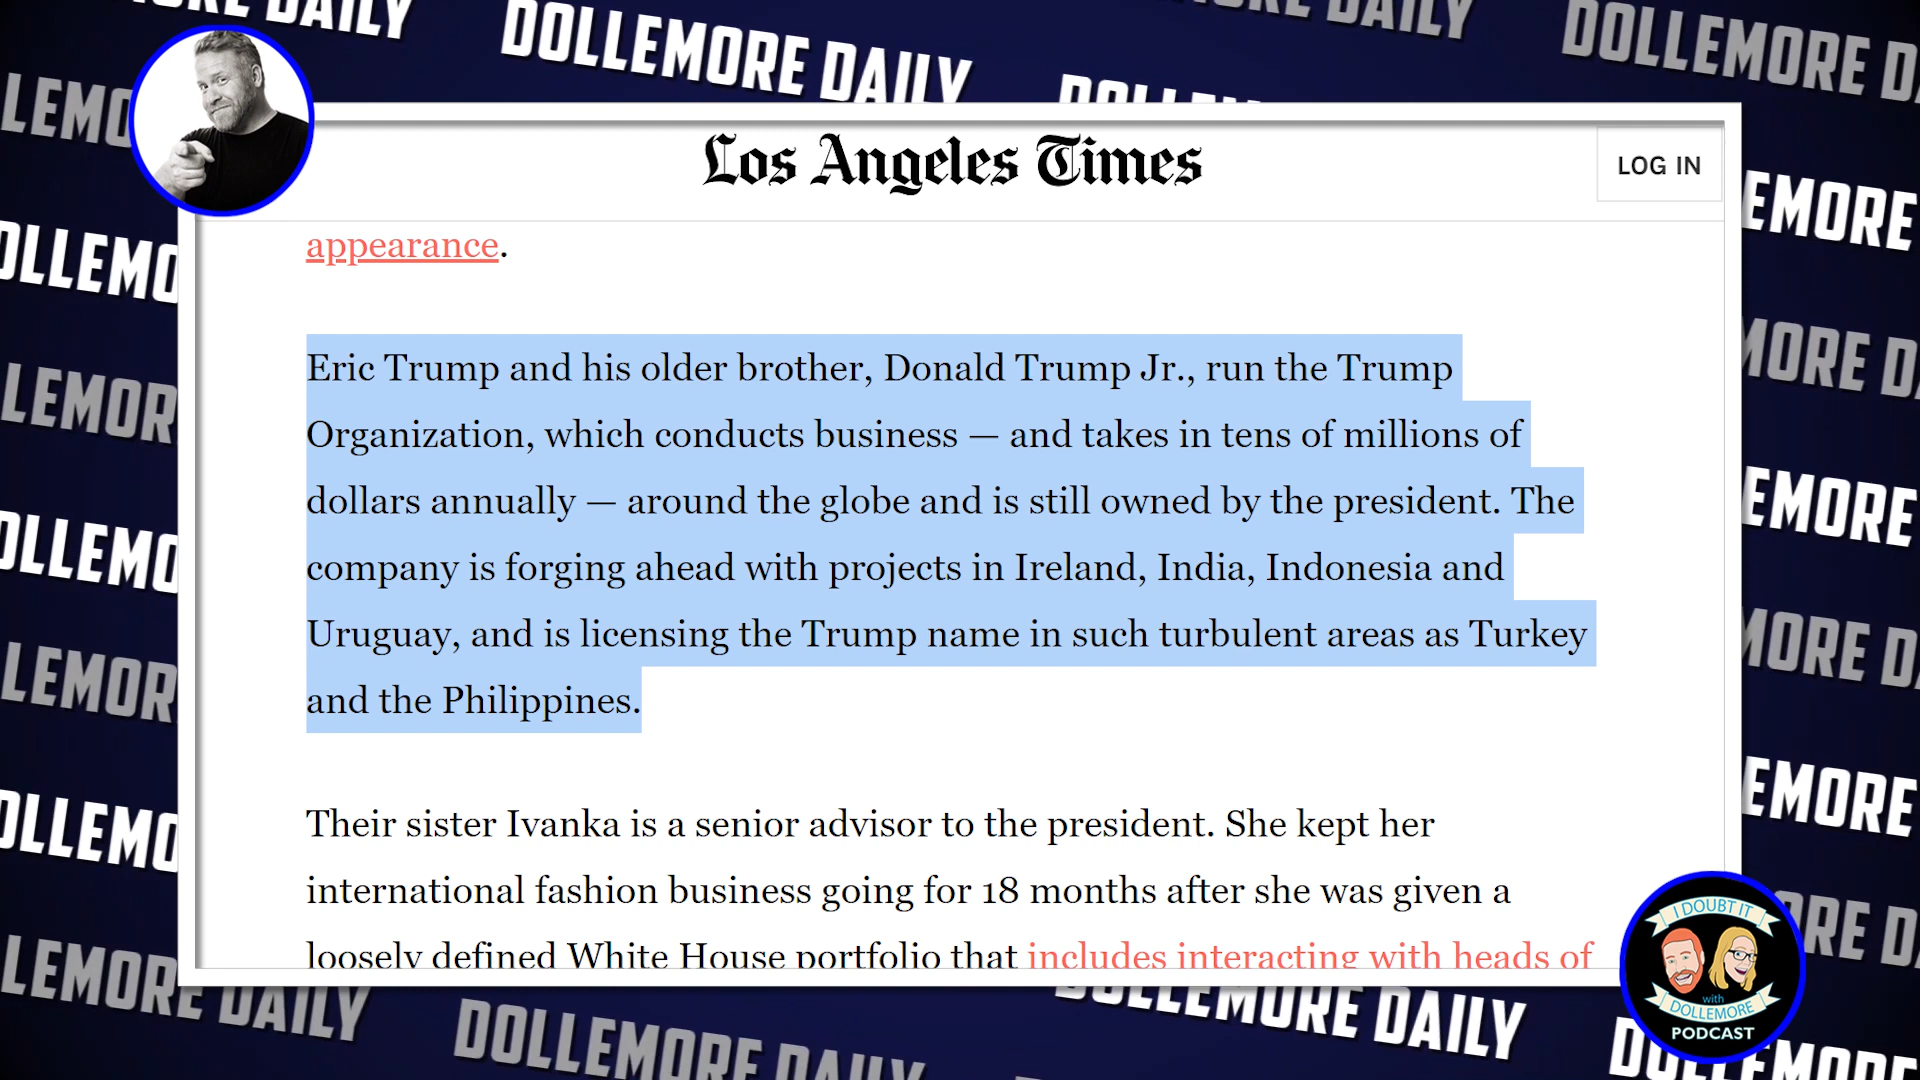 DOLLEMORE DAILY
Los Angeles Times
LOG IN
appearance.
Eric Trump and his older brother, Donald Trump Jr., run the Trump
Organization, which conducts business — and takes in tens of millions of
dollars annually — around the globe and is still owned by the president. The
company is forging ahead with projects in Ireland, India, Indonesia and
Uruguay, and is licensing the Trump name in such turbulent areas as Turkey
and the Philippines.
Their sister Ivanka is a senior advisor to the president. She kept her
international fashion business going for 18 months after she was given a
loosely defined White House portfolio that includes interacting with heads of
I DOUBT IT
with
DOLLEMORE
PODCAST
DOLLEMORE DAILY
DOLLEMORE DAILY